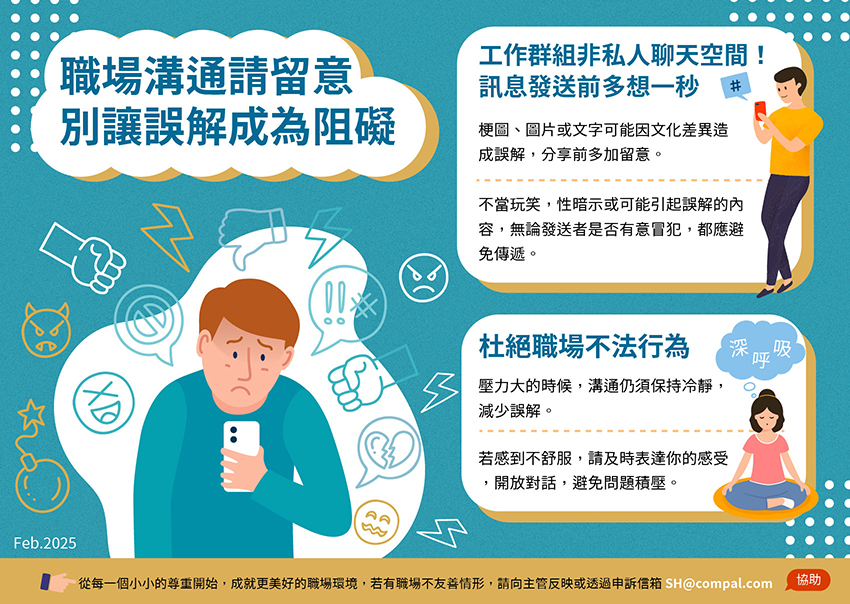 職場溝通請留意
別讓誤解成為阻礙
工作群組非私人聊天空間！
訊息發送前多想一秒
#
梗圖、圖片或文字可能因文化差異造
成誤解，分享前多加留意。
不當玩笑，性暗示或可能引起誤解的內
容，無論發送者是否有意冒犯，都應避
免傳遞。
!!
杜絕職場不法行為
深呼吸
壓力大的時候，溝通仍須保持冷靜，
減少誤解。
若感到不舒服，請及時表達你的感受
，開放對話，避免問題積壓。
Feb.2025
從每一個小小的尊重開始，成就更美好的職場環境，若有職場不友善情形，請向主管反映或透過申訴信箱 SH@compal.com 協助